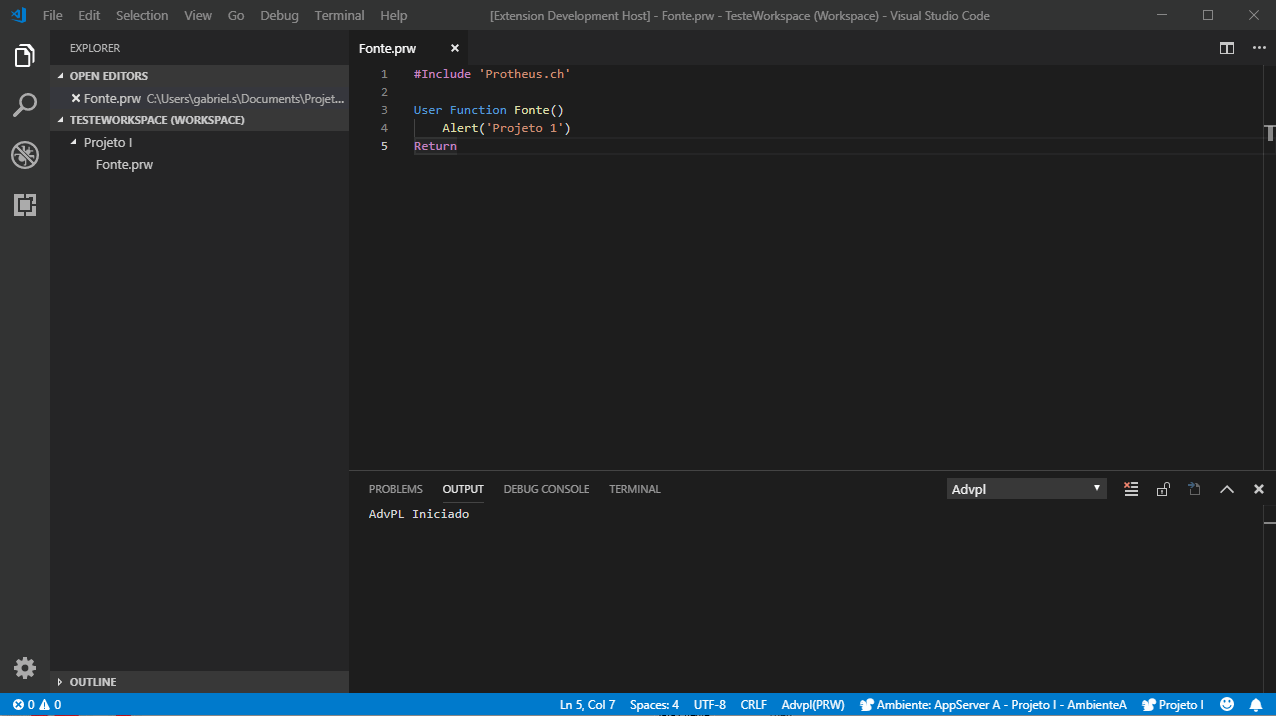 File Edit Selection View Go Debug Terminal Help [Extension Development Host] - Fonte.prw - TesteWorkspace (Workspace) - Visual Studio Code
EXPLORER
OPEN EDITORS
Fonte.prw C:\Users\gabriel.s\Documents\Projet...
TESTEWORKSPACE (WORKSPACE)
Projeto I
Fonte.prw
OUTLINE
Fonte.prw
1 #Include 'Protheus.ch'
2
3 User Function Fonte()
4 Alert('Projeto 1')
5 Return
PROBLEMS OUTPUT DEBUG CONSOLE TERMINAL Advpl
AdvPL Iniciado
0 0 Ln 5, Col 7 Spaces: 4 UTF-8 CRLF Advpl(PRW) Ambiente: AppServer A - Projeto I - AmbienteA Projeto I